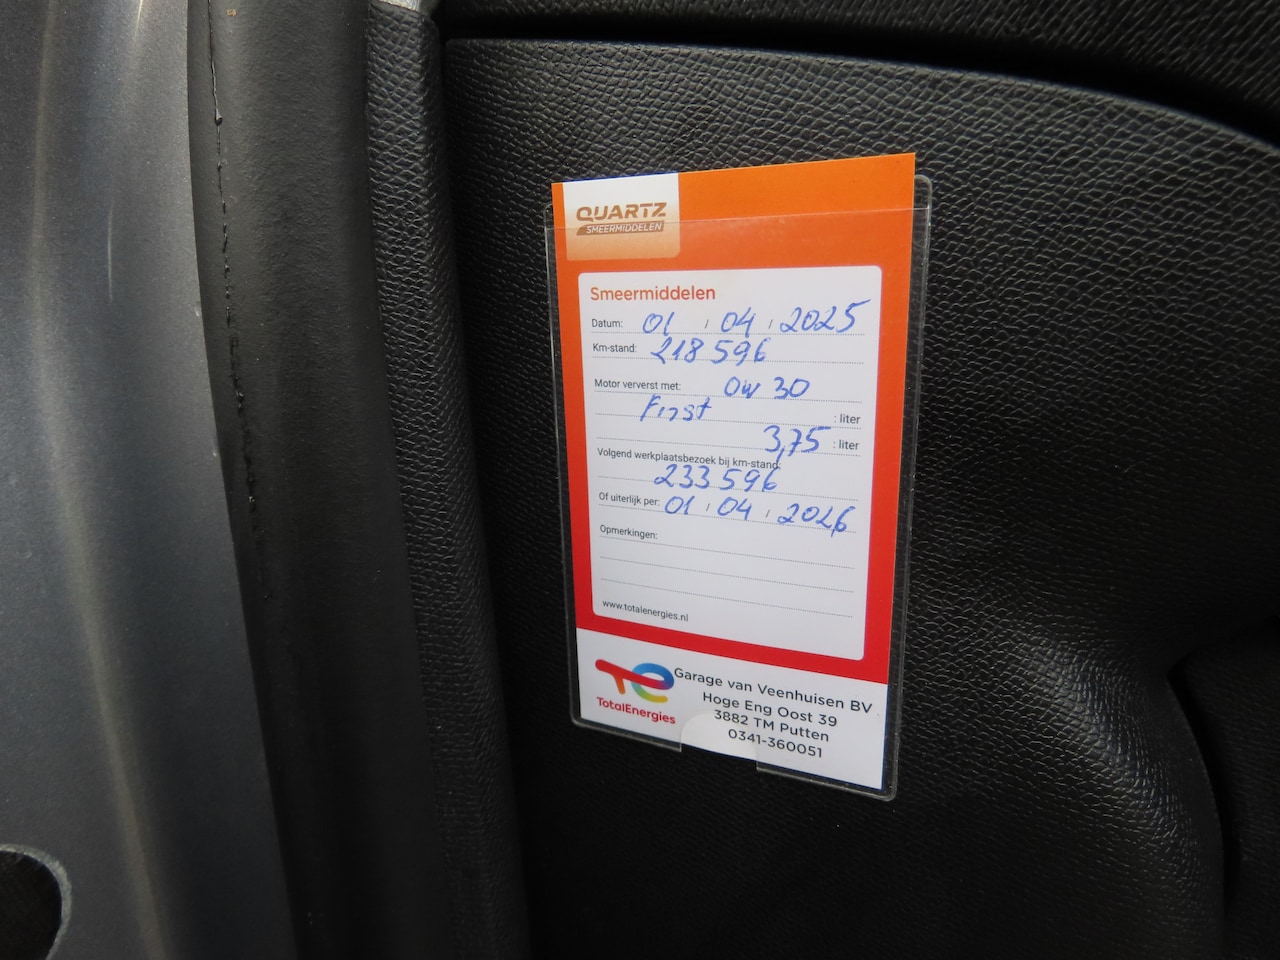 QUARTZ
SMEERMIDDELEN
Smeermiddelen
Datum: 01 / 04 / 2025
Km-stand: 218 596
Motor ververst met: 0w 30
First : liter
3,75 : liter
Volgend werkplaatsbezoek bij km-stand:
233 596
Of uiterlijk per: 01 / 04 / 2026
Opmerkingen:
www.totalenergies.nl
TotalEnergies
Garage van Veenhuisen BV
Hoge Eng Oost 39
3882 TM Putten
0341-360051